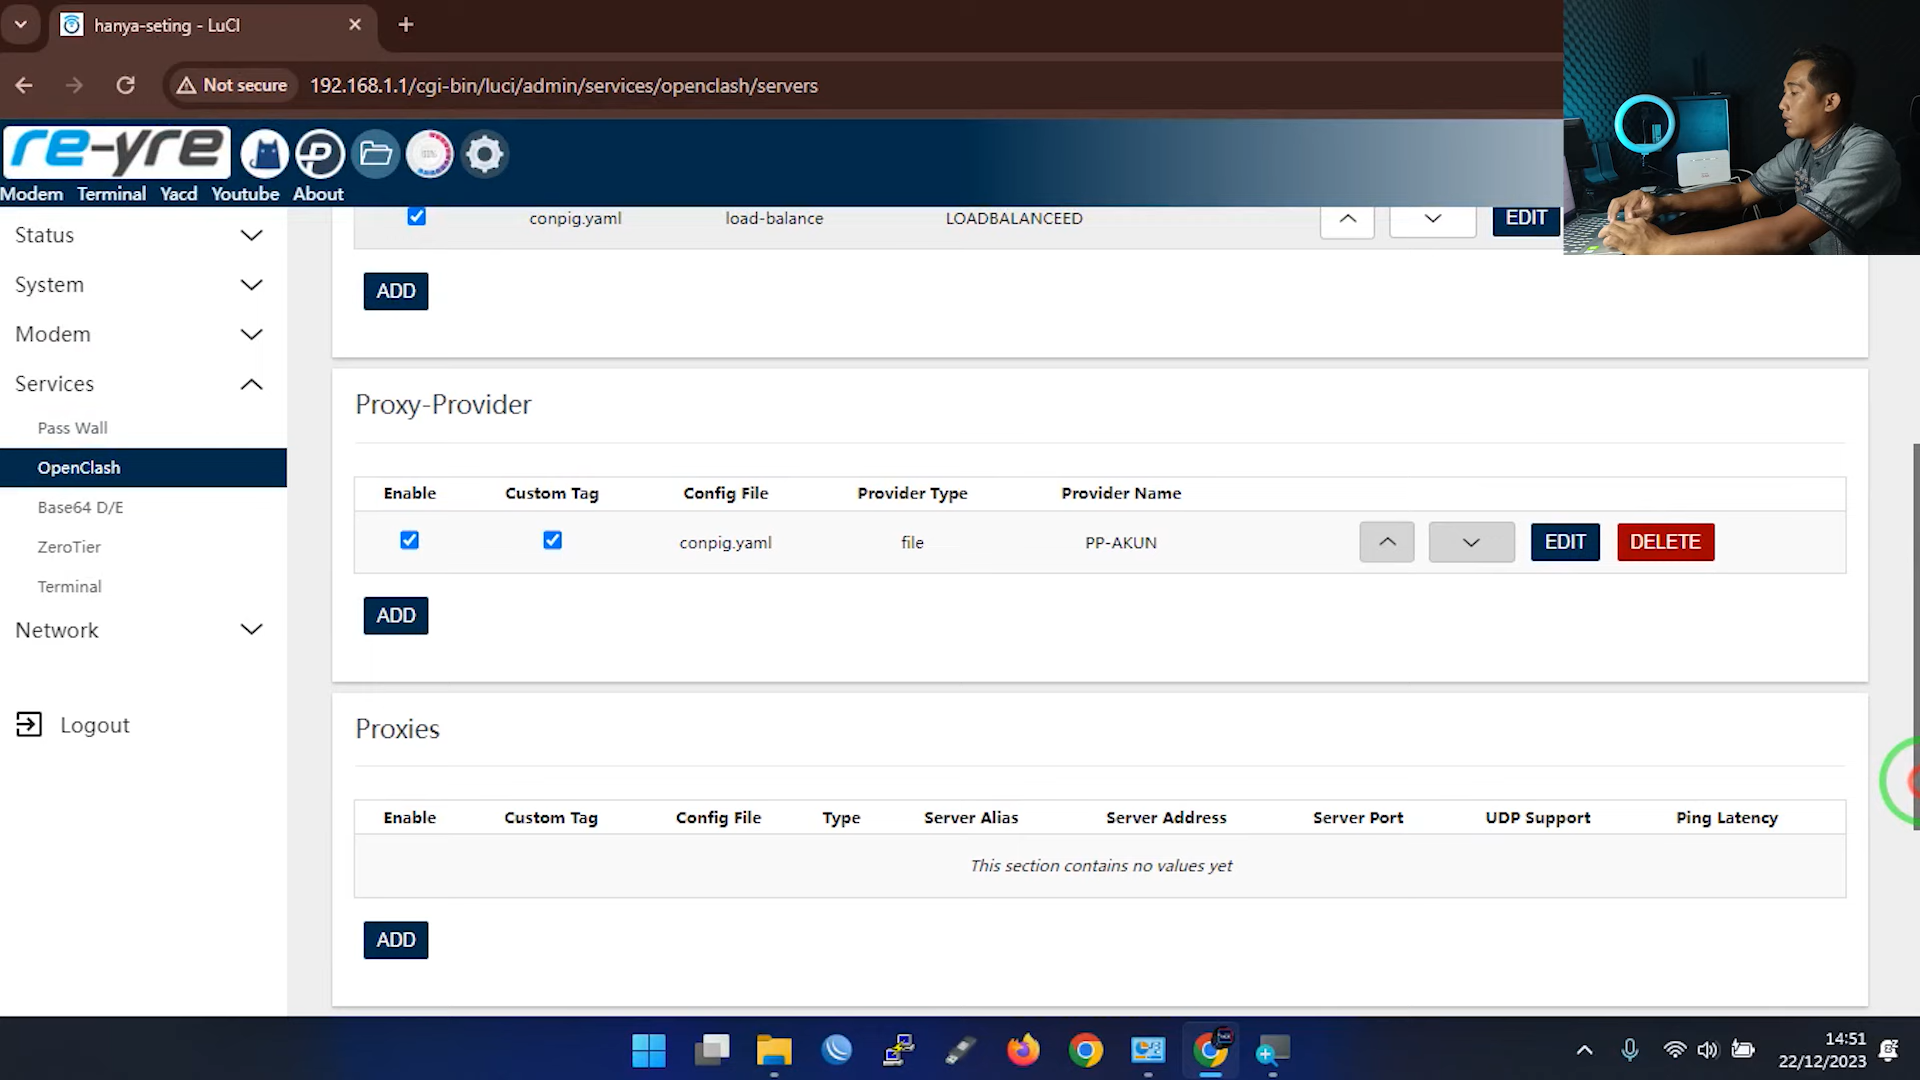 hanya-seting - LuCI
Not secure 192.168.1.1/cgi-bin/luci/admin/services/openclash/servers
re-yre
Modem Terminal Yacd Youtube About
Status
System
Modem
Services
Pass Wall
OpenClash
Base64 D/E
ZeroTier
Terminal
Network
Logout
conpig.yaml load-balance LOADBALANCEED EDIT
ADD
Proxy-Provider
Enable Custom Tag Config File Provider Type Provider Name
conpig.yaml file PP-AKUN EDIT DELETE
ADD
Proxies
Enable Custom Tag Config File Type Server Alias Server Address Server Port UDP Support Ping Latency
This section contains no values yet
ADD
14:51
22/12/2023